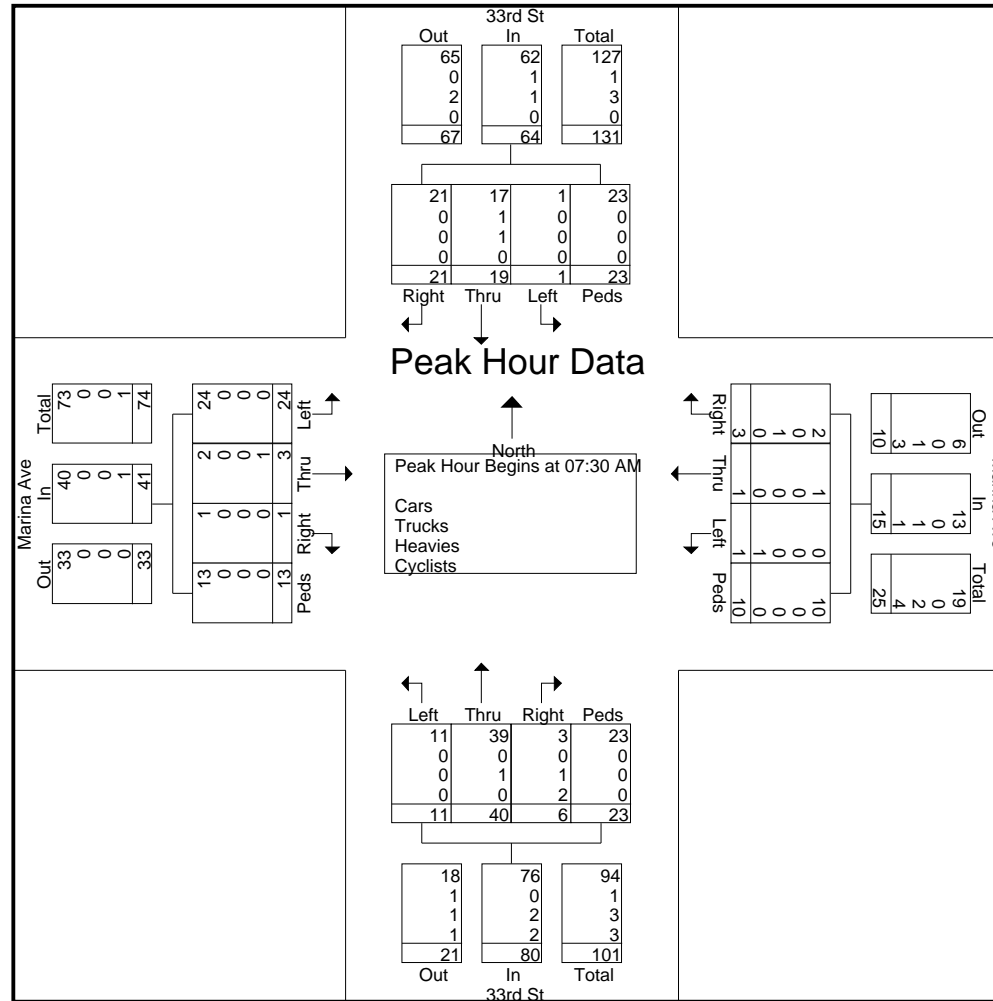 33rd St
Out In Total
65 62 127
0 1 1
2 1 3
0 0 0
67 64 131
21 17 1 23
0 1 0 0
0 1 0 0
0 0 0 0
21 19 1 23
Right Thru Left Peds
Peak Hour Data
North
Peak Hour Begins at 07:30 AM
Cars
Trucks
Heavies
Cyclists
Marina Ave
Out In Total
33 40 73
0 0 0
0 0 0
0 1 1
33 41 74
Peds Right Thru Left
13 1 2 24
0 0 0 0
0 0 0 0
0 0 1 0
13 1 3 24
Right Thru Left Peds
2 1 0 10
0 0 0 0
1 0 0 0
0 0 1 0
3 1 1 10
Out In Total
6 13 19
0 0 0
1 1 2
3 1 4
10 15 25
Left Thru Right Peds
11 39 3 23
0 0 0 0
0 1 1 0
0 0 2 0
11 40 6 23
18 76 94
1 0 1
1 2 3
1 2 3
21 80 101
Out In Total
33rd St